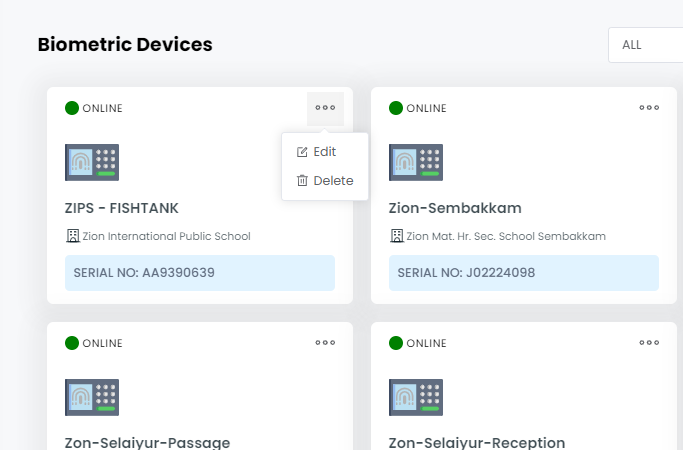 Biometric Devices
ALL
ONLINE
Edit
Delete
ZIPS - FISHTANK
Zion International Public School
SERIAL NO: AA9390639
ONLINE
Zion-Sembakkam
Zion Mat. Hr. Sec. School Sembakkam
SERIAL NO: J02224098
ONLINE
Zon-Selaiyur-Passage
ONLINE
Zon-Selaiyur-Reception